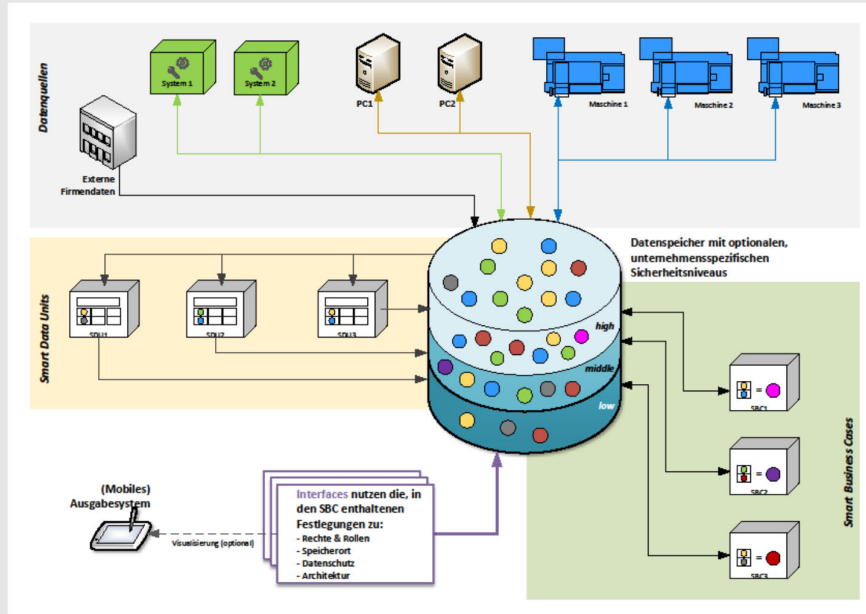 Datenquellen
System 1
System 2
PC1
PC2
Maschine 1
Maschine 2
Maschine 3
Externe
Firmendaten
Datenspeicher mit optionalen,
unternehmensspezifischen
Sicherheitsniveaus
Smart Data Units
SDU1
SDU2
SDU3
high
middle
low
Smart Business Cases
=
SBC1
=
SBC2
=
SBC3
(Mobiles)
Ausgabesystem
Visualisierung (optional)
Interfaces nutzen die, in
den SBC enthaltenen
Festlegungen zu:
- Rechte & Rollen
- Speicherort
- Datenschutz
- Architektur